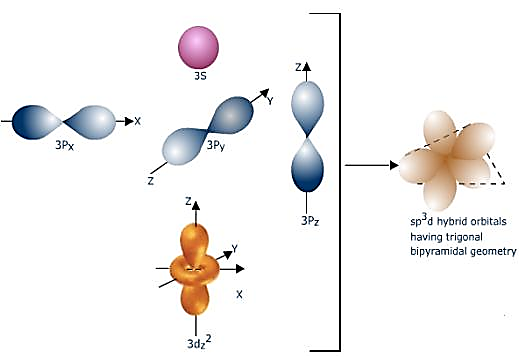 3S
Z
X
Y
3Px
3Py
Z
3Pz
Z
Y
X
3dz²
sp³d hybrid orbitals
having trigonal
bipyramidal geometry